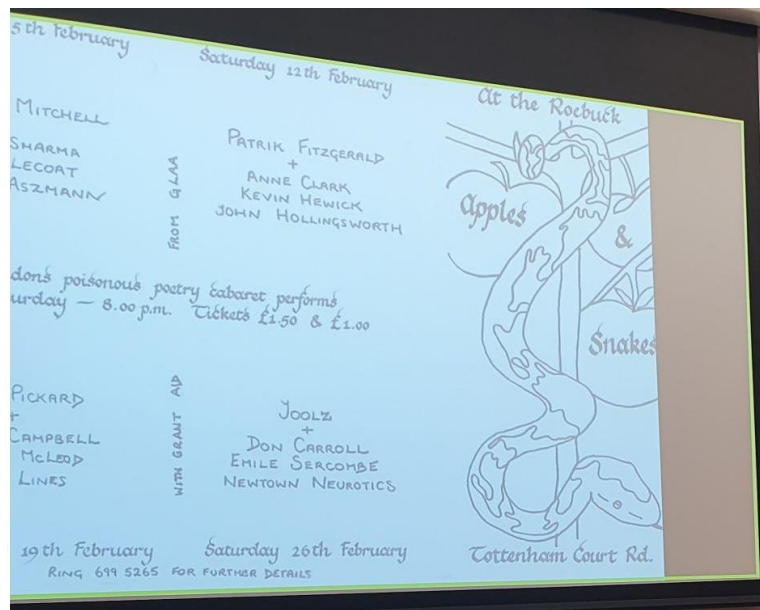 5th February
MITCHELL
SHARMA
LECOAT
ASZMANN
Saturday 12th February
PATRIK FITZGERALD
+
ANNE CLARK
KEVIN HEWICK
JOHN HOLLINGSWORTH
FROM GLAA
dons poisonous poetry cabaret performs
urday — 8.00 p.m. Tickets £1.50 & £1.00
PICKARD
+
CAMPBELL
MCLEOD
LINES
19th February
WITH GRANT AID
JOOLZ
+
DON CARROLL
EMILE SERCOMBE
NEWTOWN NEUROTICS
Saturday 26th February
RING 699 5265 FOR FURTHER DETAILS
At the Roebuck
Apples
&
Snakes
Tottenham Court Rd.